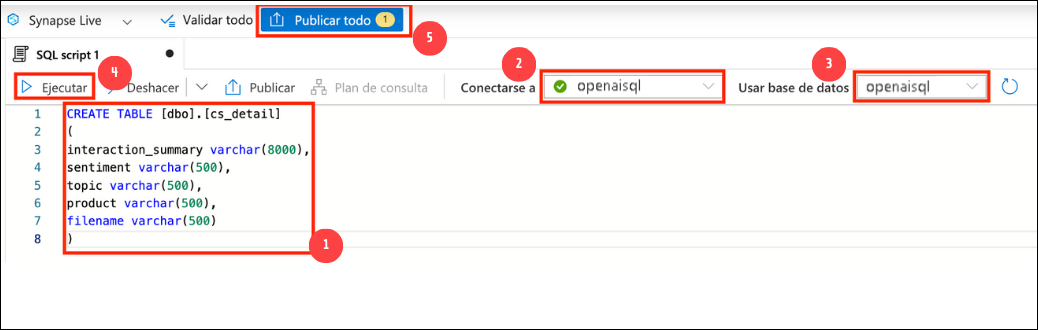 Synapse Live Validar todo Publicar todo 1
5
SQL script 1
4 2 3
Ejecutar Deshacer Publicar Plan de consulta Conectarse a openaisql Usar base de datos openaisql
1 CREATE TABLE [dbo].[cs_detail]
2 (
3 interaction_summary varchar(8000),
4 sentiment varchar(500),
5 topic varchar(500),
6 product varchar(500),
7 filename varchar(500)
8 )
1